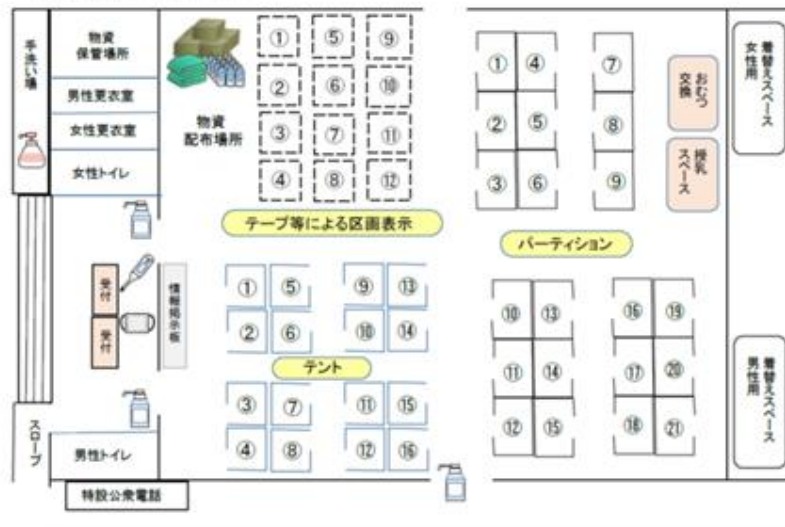 手洗い場
物資
保管場所
男性更衣室
女性更衣室
女性トイレ
物資
配布場所
① ⑤ ⑨
② ⑥ ⑩
③ ⑦ ⑪
④ ⑧ ⑫
テープ等による区画表示
① ④ ⑦
② ⑤ ⑧
③ ⑥ ⑨
おむつ
交換
授乳
スペース
着替えスペース
女性用
パーティション
受付
受付
情報掲示板
① ⑤ ⑨ ⑬
② ⑥ ⑩ ⑭
テント
③ ⑦ ⑪ ⑮
④ ⑧ ⑫ ⑯
⑩ ⑬ ⑯ ⑲
⑪ ⑭ ⑰ ⑳
⑫ ⑮ ⑱ ㉑
着替えスペース
男性用
スロープ
男性トイレ
特設公衆電話